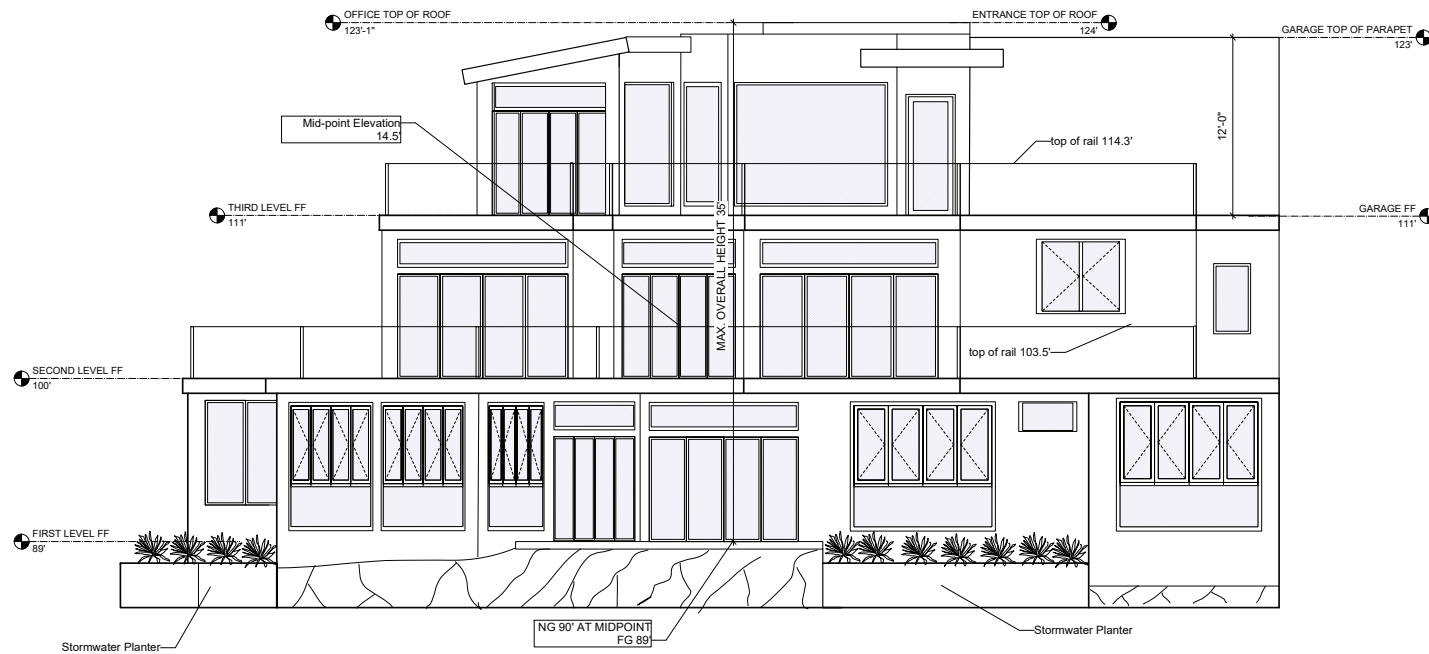 OFFICE TOP OF ROOF
123'-1"
ENTRANCE TOP OF ROOF
124'
GARAGE TOP OF PARAPET
123'
Mid-point Elevation
14.5'
12'-0"
top of rail 114.3'
THIRD LEVEL FF
111'
GARAGE FF
111'
MAX. OVERALL HEIGHT 35'
top of rail 103.5'
SECOND LEVEL FF
100'
FIRST LEVEL FF
89'
NG 90' AT MIDPOINT
FG 89'
Stormwater Planter
Stormwater Planter